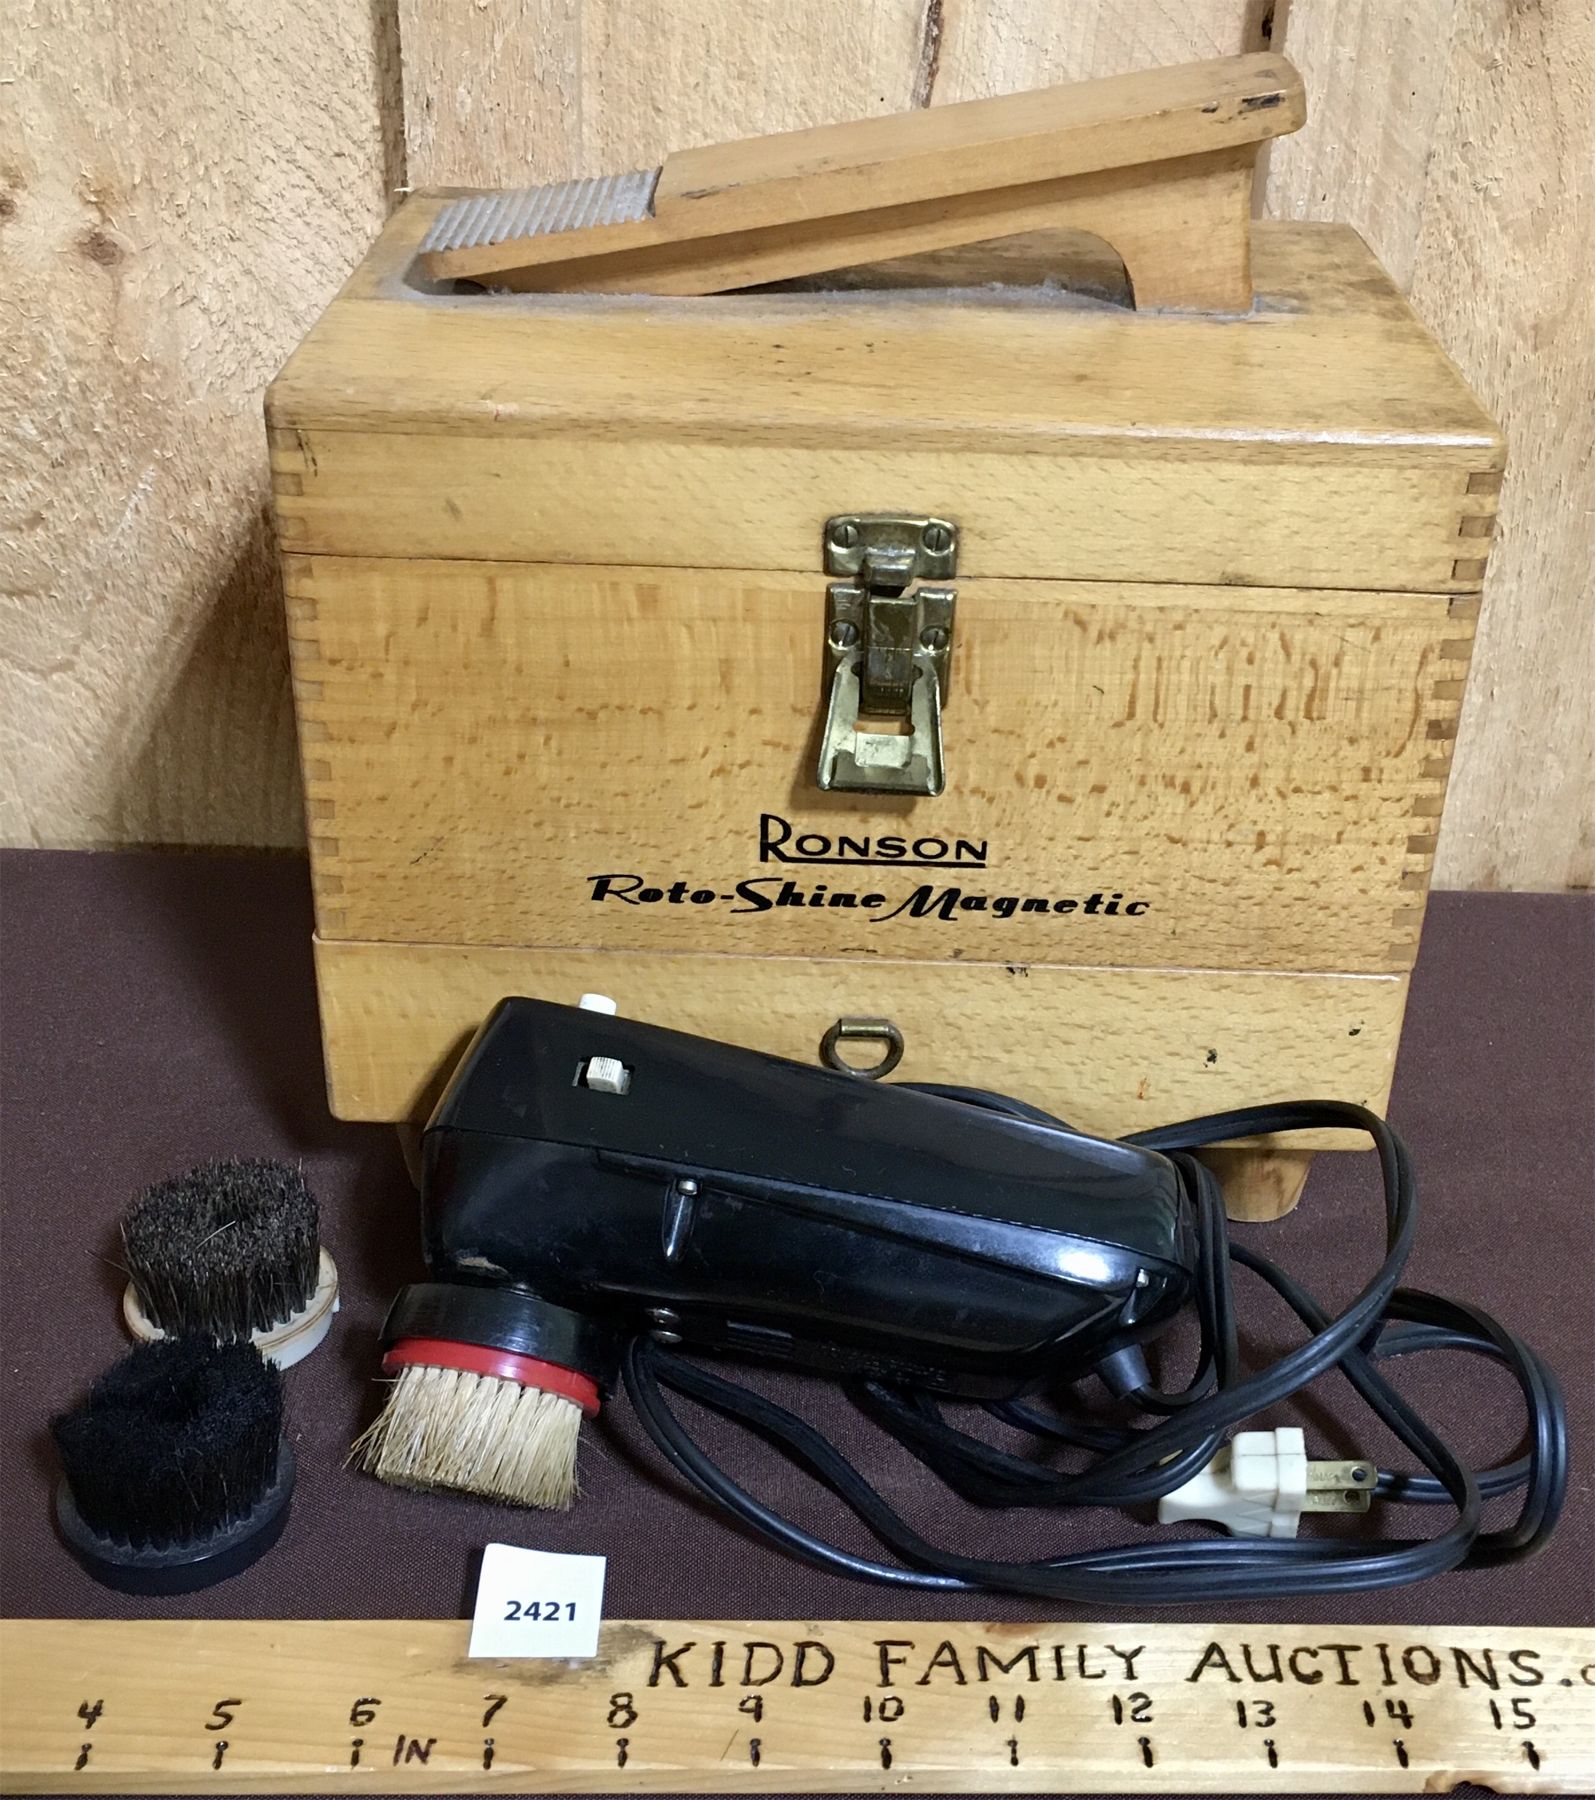 RONSON
Roto-Shine Magnetic
2421
KIDD FAMILY AUCTIONS.
4 5 6 IN 7 8 9 10 11 12 13 14 15